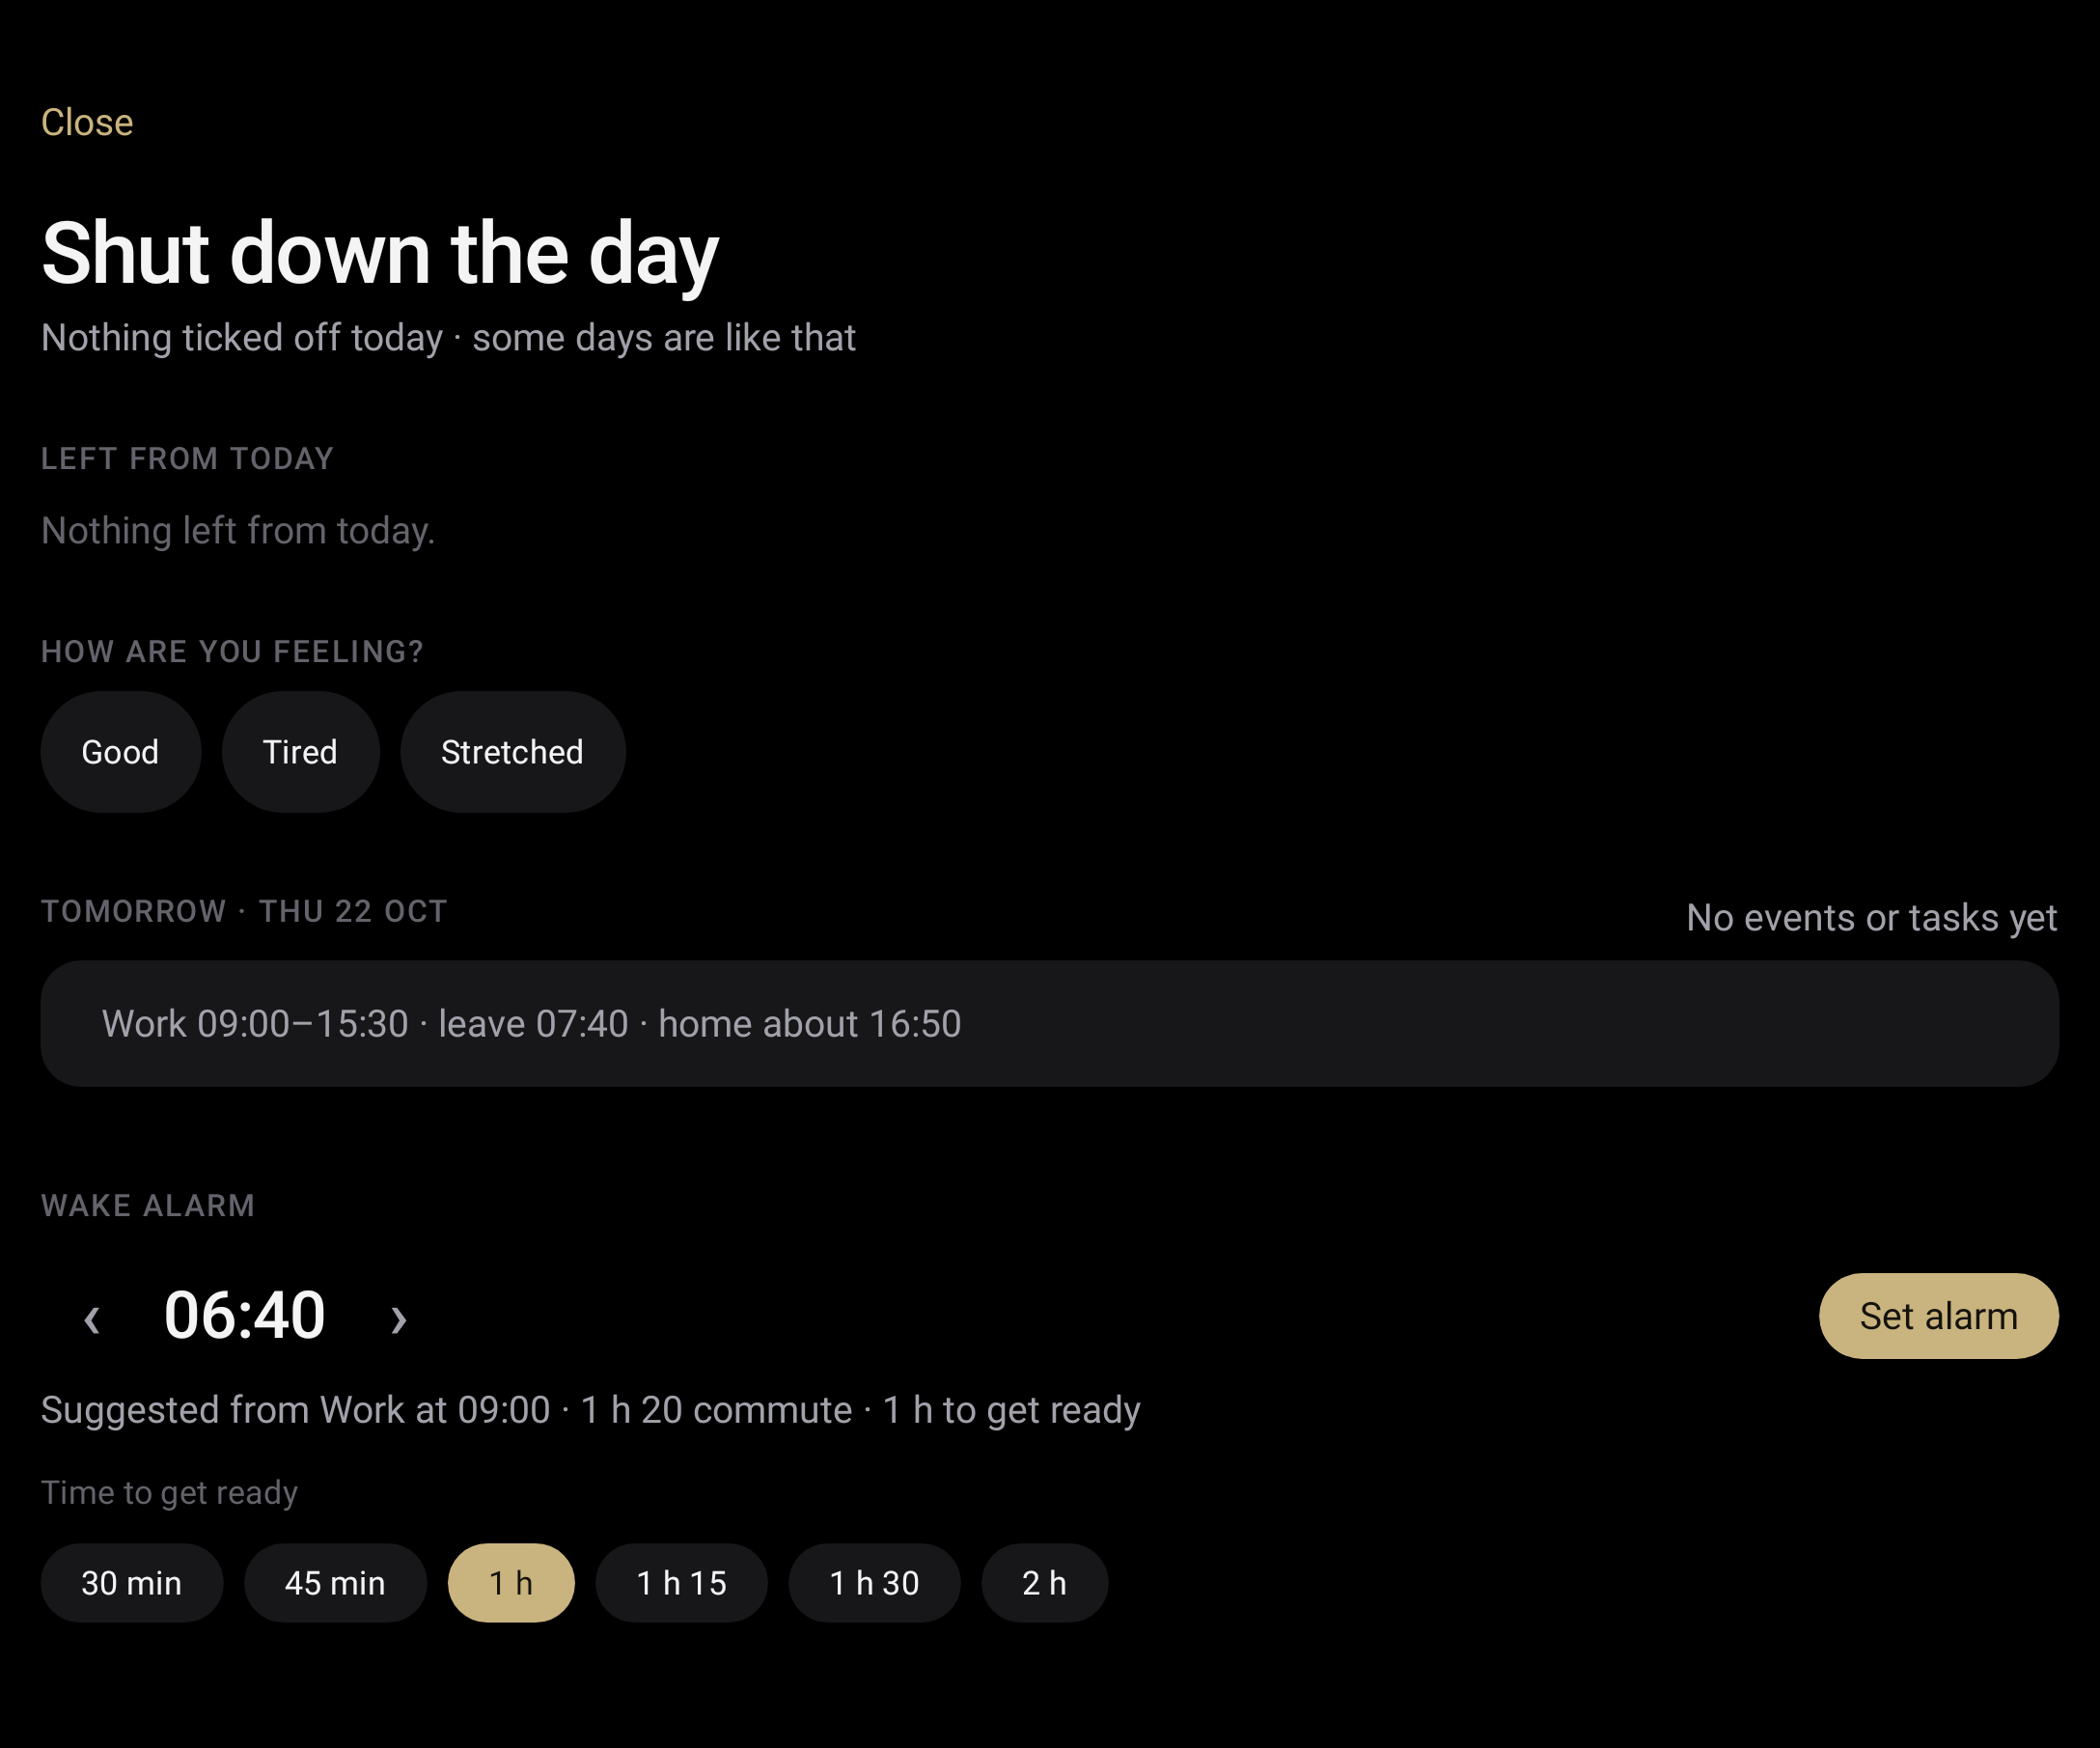 Close
Shut down the day
Nothing ticked off today · some days are like that
LEFT FROM TODAY
Nothing left from today.
HOW ARE YOU FEELING?
Good Tired Stretched
TOMORROW · THU 22 OCT No events or tasks yet
Work 09:00–15:30 · leave 07:40 · home about 16:50
WAKE ALARM
‹ 06:40 › Set alarm
Suggested from Work at 09:00 · 1 h 20 commute · 1 h to get ready
Time to get ready
30 min 45 min 1 h 1 h 15 1 h 30 2 h